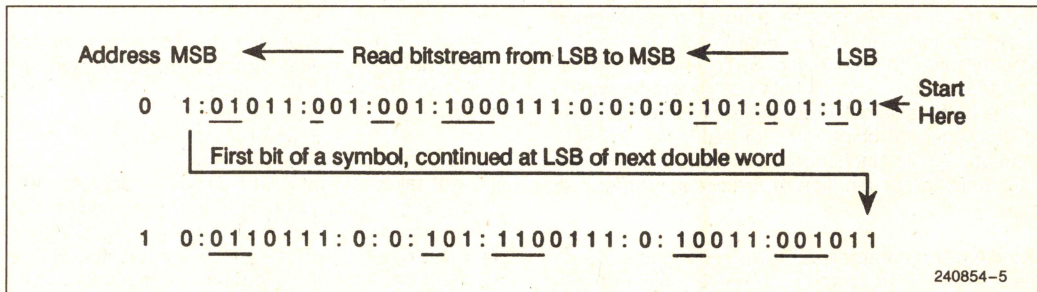 Address MSB Read bitstream from LSB to MSB LSB
Start
0 1:01011:001:001:1000111:0:0:0:0:101:001:101
Here
First bit of a symbol, continued at LSB of next double word
1 0:0110111:0:0:101:1100111:0:10011:001011
240854-5